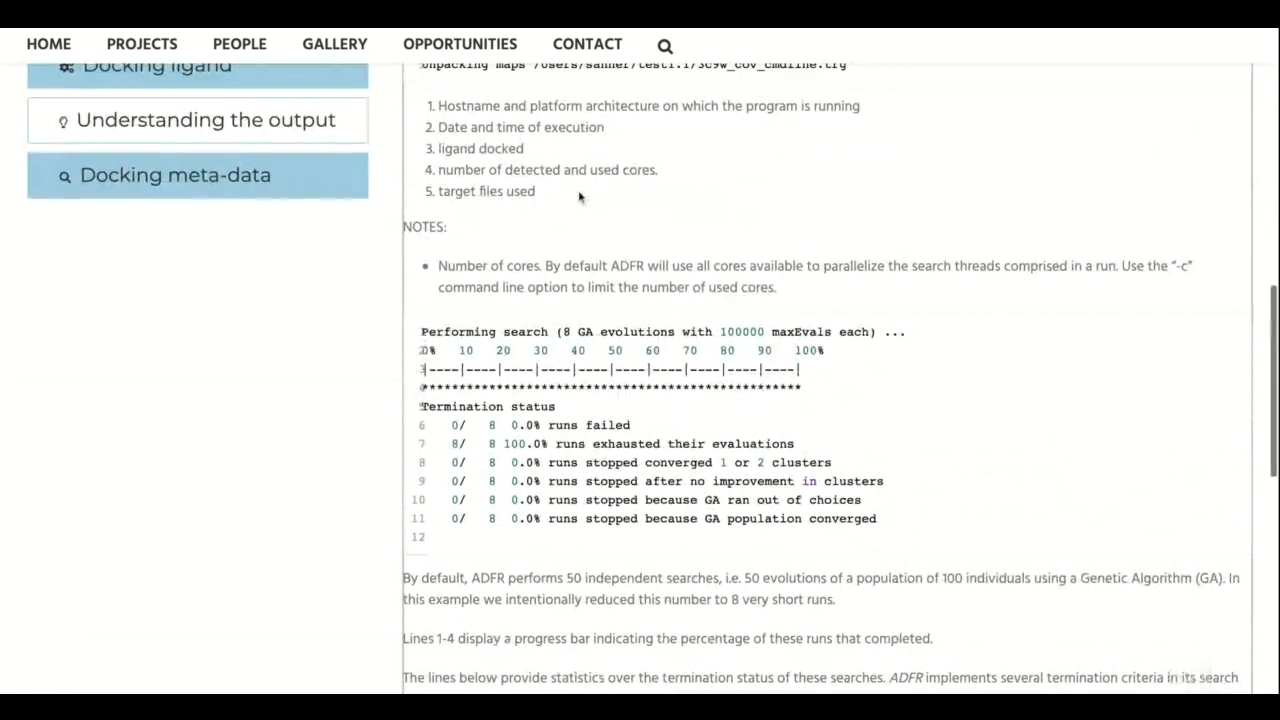 HOME PROJECTS PEOPLE GALLERY OPPORTUNITIES CONTACT
Docking ligand
Understanding the output
Docking meta-data
Unpacking maps /Users/sanner/test1.1/3c9w_cov_cmdline.trg
1. Hostname and platform architecture on which the program is running
2. Date and time of execution
3. ligand docked
4. number of detected and used cores.
5. target files used
NOTES:
• Number of cores. By default ADFR will use all cores available to parallelize the search threads comprised in a run. Use the “-c”
command line option to limit the number of used cores.
Performing search (8 GA evolutions with 100000 maxEvals each) ...
0% 10 20 30 40 50 60 70 80 90 100%
|----|----|----|----|----|----|----|----|----|----|
***************************************************
Termination status
6 0/ 8 0.0% runs failed
7 8/ 8 100.0% runs exhausted their evaluations
8 0/ 8 0.0% runs stopped converged 1 or 2 clusters
9 0/ 8 0.0% runs stopped after no improvement in clusters
10 0/ 8 0.0% runs stopped because GA ran out of choices
11 0/ 8 0.0% runs stopped because GA population converged
12
By default, ADFR performs 50 independent searches, i.e. 50 evolutions of a population of 100 individuals using a Genetic Algorithm (GA). In
this example we intentionally reduced this number to 8 very short runs.
Lines 1-4 display a progress bar indicating the percentage of these runs that completed.
The lines below provide statistics over the termination status of these searches. ADFR implements several termination criteria in its search